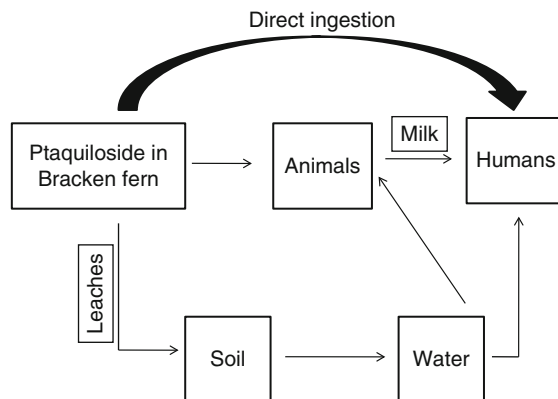 Direct ingestion
Ptaquiloside in
Bracken fern
Animals
Milk
Humans
Leaches
Soil
Water